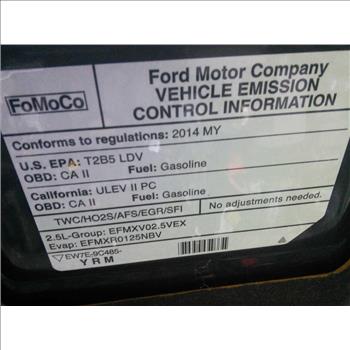 FoMoCo
Ford Motor Company
VEHICLE EMISSION
CONTROL INFORMATION
Conforms to regulations: 2014 MY
U.S. EPA: T2B5 LDV
OBD: CA II Fuel: Gasoline
California: ULEV II PC
OBD: CA II Fuel: Gasoline
TWC/HO2S/AFS/EGR/SFI No adjustments needed.
2.5L-Group: EFMXV02.5VEX
Evap: EFMXR0125NBV
EW7E-9C485-
YRM